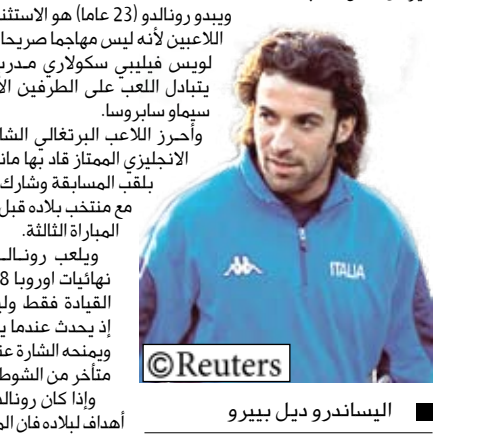 ويبدو رونالدو (23 عاما) هو الاستثن
اللاعبين لأنه ليس مهاجما صريحا
لويس فيليبي سكولاري مدرب
يتبادل اللعب على الطرفين الأ
سيماو سابروسا.
وأحرز اللاعب البرتغالي الشا
الانجليزي الممتاز قاد بها مان
بلقب المسابقة وشارك
مع منتخب بلاده قبل
المباراة الثالثة.
ويلعب رونالـ
نهائيات اوروبا 8
القيادة فقط ولي
إذ يحدث عندما ي
ويمنحه الشارة عن
متأخر من الشوط
وإذا كان رونالد
أهداف لبلاده فان الم
Kappa
ITALIA
©Reuters
اليساندرو ديل بييرو